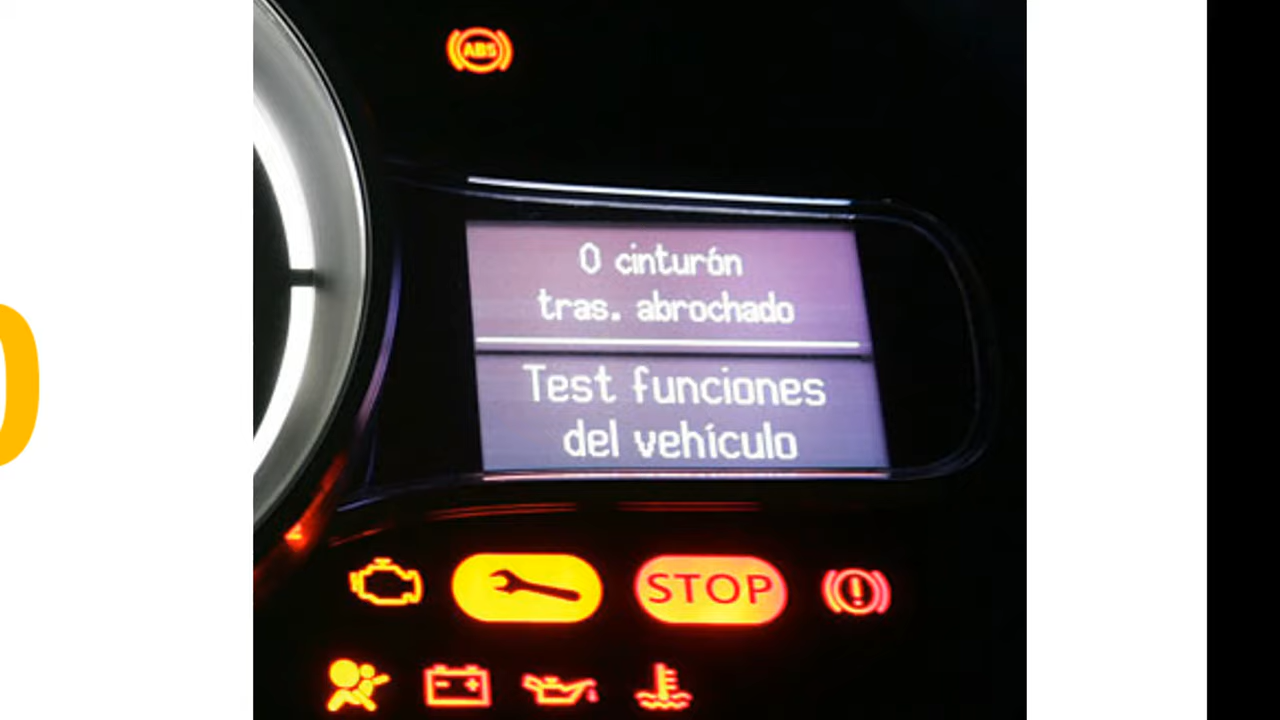 ABS
0 cinturón
tras. abrochado
Test funciones
del vehículo
STOP